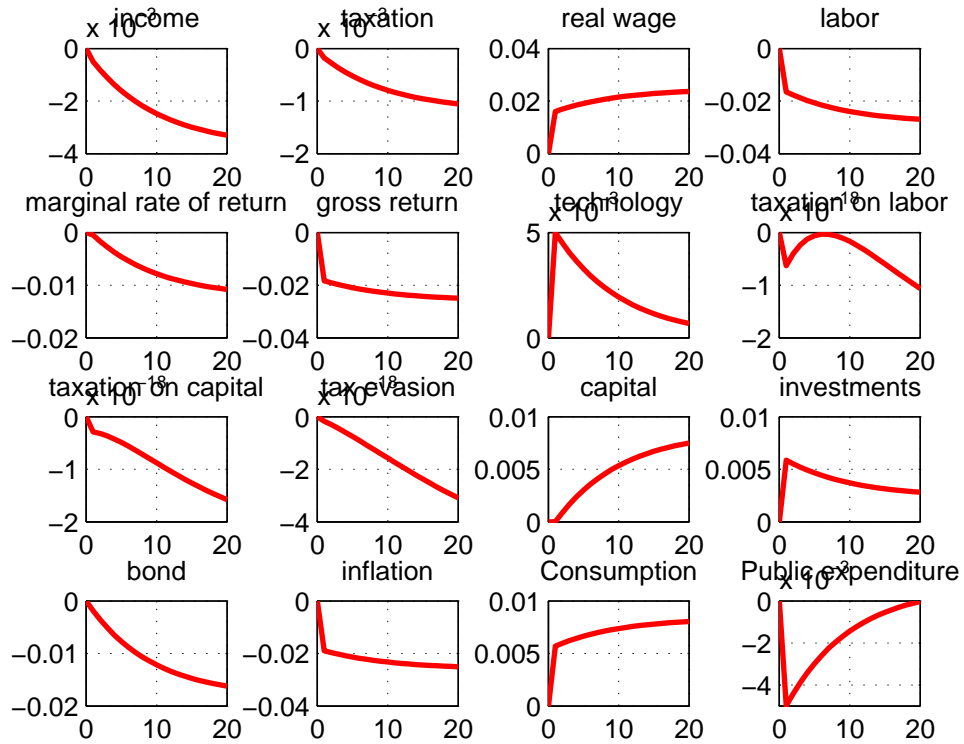 income
x 10^-3
0
−2
−4
0 10 20
taxation
x 10^-3
0
−1
−2
0 10 20
real wage
0.04
0.02
0
0 10 20
labor
0
−0.02
−0.04
0 10 20
marginal rate of return
0
−0.01
−0.02
0 10 20
gross return
0
−0.02
−0.04
0 10 20
technology
x 10^-3
5
0
0 10 20
taxation on labor
x 10^-18
0
−1
−2
0 10 20
taxation on capital
x 10^-18
0
−1
−2
0 10 20
tax evasion
x 10^-18
0
−2
−4
0 10 20
capital
0.01
0.005
0
0 10 20
investments
0.01
0.005
0
0 10 20
bond
0
−0.01
−0.02
0 10 20
inflation
0
−0.02
−0.04
0 10 20
Consumption
0.01
0.005
0
0 10 20
Public expenditure
x 10^-3
0
−2
−4
0 10 20